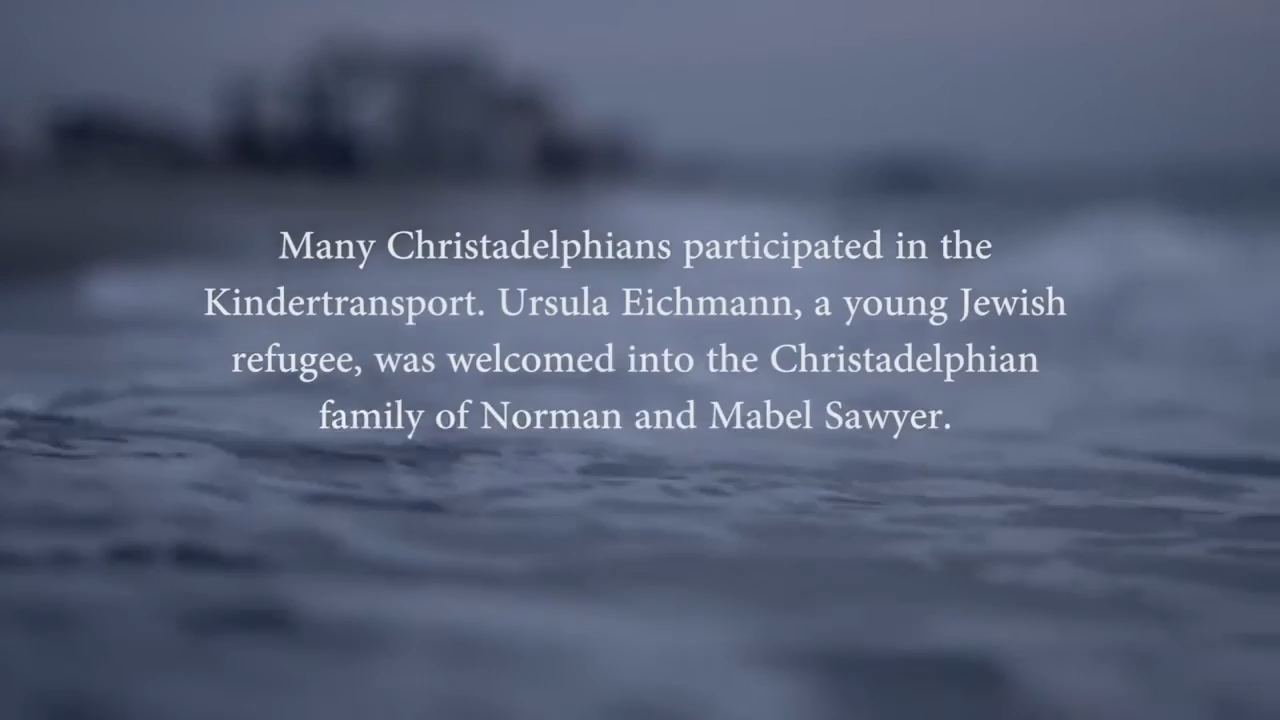 Many Christadelphians participated in the
Kindertransport. Ursula Eichmann, a young Jewish
refugee, was welcomed into the Christadelphian
family of Norman and Mabel Sawyer.